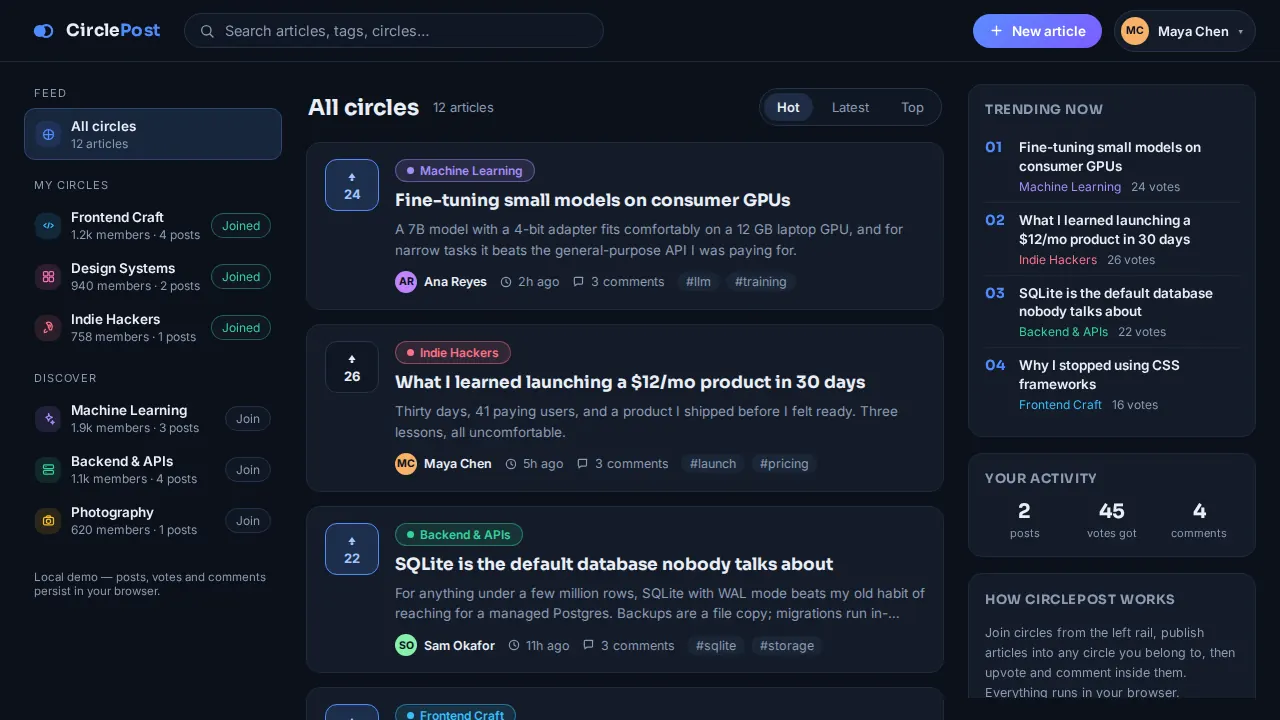 CirclePost
Search articles, tags, circles…
+ New article
MC Maya Chen
FEED
All circles
12 articles
MY CIRCLES
Frontend Craft
1.2k members · 4 posts
Joined
Design Systems
940 members · 2 posts
Joined
Indie Hackers
758 members · 1 posts
Joined
DISCOVER
Machine Learning
1.9k members · 3 posts
Join
Backend & APIs
1.1k members · 4 posts
Join
Photography
620 members · 1 posts
Join
Local demo — posts, votes and comments
persist in your browser.
All circles 12 articles
Hot Latest Top
24
Machine Learning
Fine-tuning small models on consumer GPUs
A 7B model with a 4-bit adapter fits comfortably on a 12 GB laptop GPU, and for
narrow tasks it beats the general-purpose API I was paying for.
AR Ana Reyes 2h ago 3 comments #llm #training
26
Indie Hackers
What I learned launching a $12/mo product in 30 days
Thirty days, 41 paying users, and a product I shipped before I felt ready. Three
lessons, all uncomfortable.
MC Maya Chen 5h ago 3 comments #launch #pricing
22
Backend & APIs
SQLite is the default database nobody talks about
For anything under a few million rows, SQLite with WAL mode beats my old habit of
reaching for a managed Postgres. Backups are a file copy; migrations run in-…
SO Sam Okafor 11h ago 3 comments #sqlite #storage
Frontend Craft
TRENDING NOW
01 Fine-tuning small models on
consumer GPUs
Machine Learning 24 votes
02 What I learned launching a
$12/mo product in 30 days
Indie Hackers 26 votes
03 SQLite is the default database
nobody talks about
Backend & APIs 22 votes
04 Why I stopped using CSS
frameworks
Frontend Craft 16 votes
YOUR ACTIVITY
2 45 4
posts votes got comments
HOW CIRCLEPOST WORKS
Join circles from the left rail, publish
articles into any circle you belong to, then
upvote and comment inside them.
Everything runs in your browser.